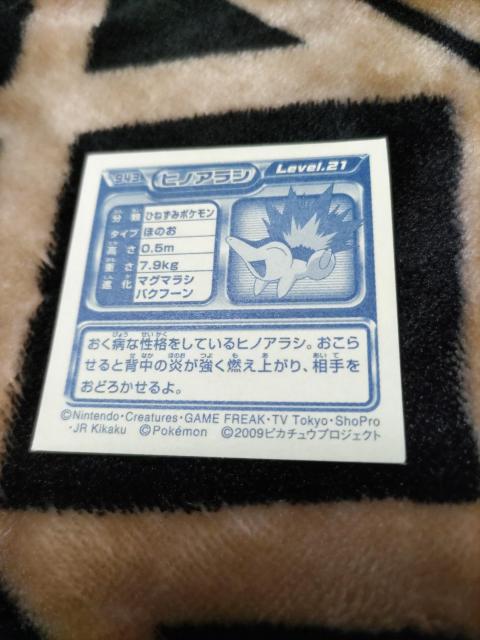 943 ヒノアラシ Level.21
分類 ひねずみポケモン
タイプ ほのお
高さ 0.5m
重さ 7.9kg
進化 マグマラシ
バクフーン
おく病な性格をしているヒノアラシ。おこら
せると背中の炎が強く燃え上がり、相手を
おどろかせるよ。
©Nintendo・Creatures・GAME FREAK・TV Tokyo・ShoPro
・JR Kikaku ©Pokémon ©2009ピカチュウプロジェクト